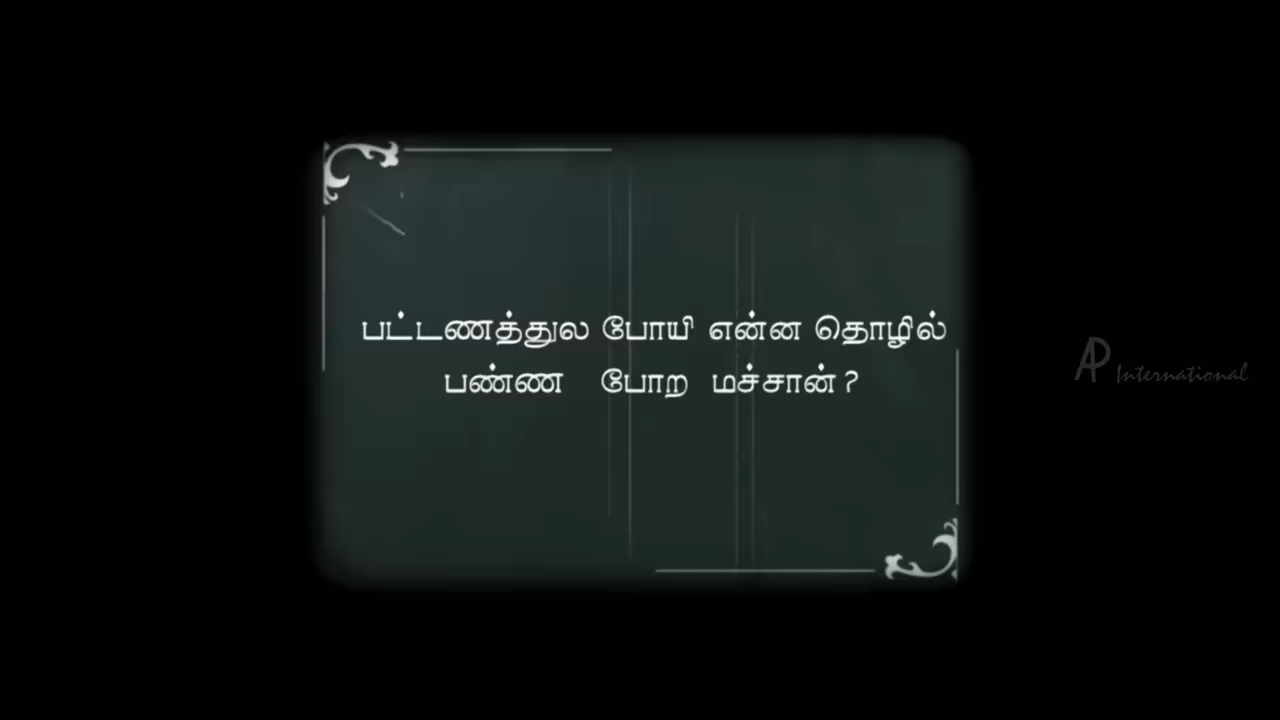 பட்டணத்துல போயி என்ன தொழில்
பண்ண போற மச்சான்?
AP International